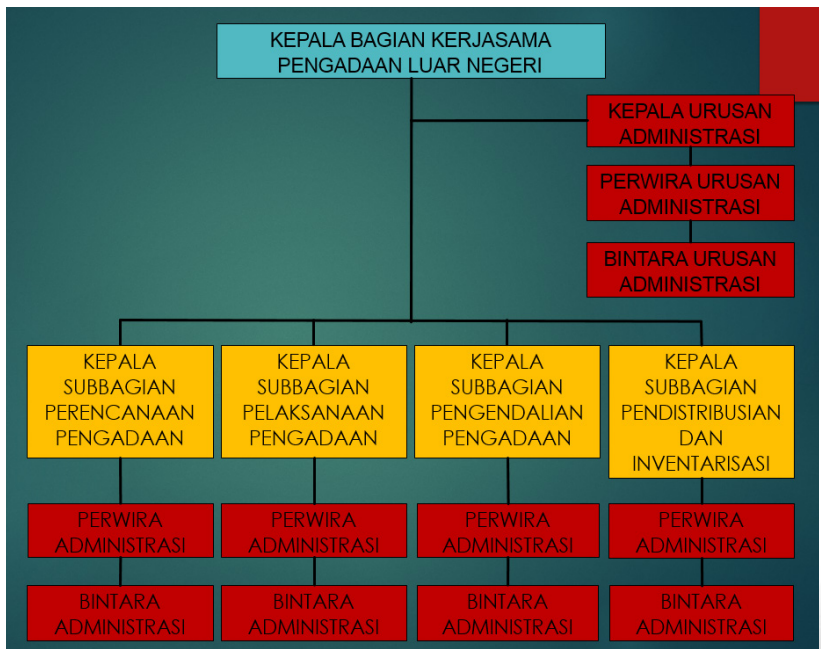 KEPALA BAGIAN KERJASAMA
PENGADAAN LUAR NEGERI
KEPALA URUSAN
ADMINISTRASI
PERWIRA URUSAN
ADMINISTRASI
BINTARA URUSAN
ADMINISTRASI
KEPALA
SUBBAGIAN
PERENCANAAN
PENGADAAN
KEPALA
SUBBAGIAN
PELAKSANAAN
PENGADAAN
KEPALA
SUBBAGIAN
PENGENDALIAN
PENGADAAN
KEPALA
SUBBAGIAN
PENDISTRIBUSIAN
DAN
INVENTARISASI
PERWIRA
ADMINISTRASI
PERWIRA
ADMINISTRASI
PERWIRA
ADMINISTRASI
PERWIRA
ADMINISTRASI
BINTARA
ADMINISTRASI
BINTARA
ADMINISTRASI
BINTARA
ADMINISTRASI
BINTARA
ADMINISTRASI